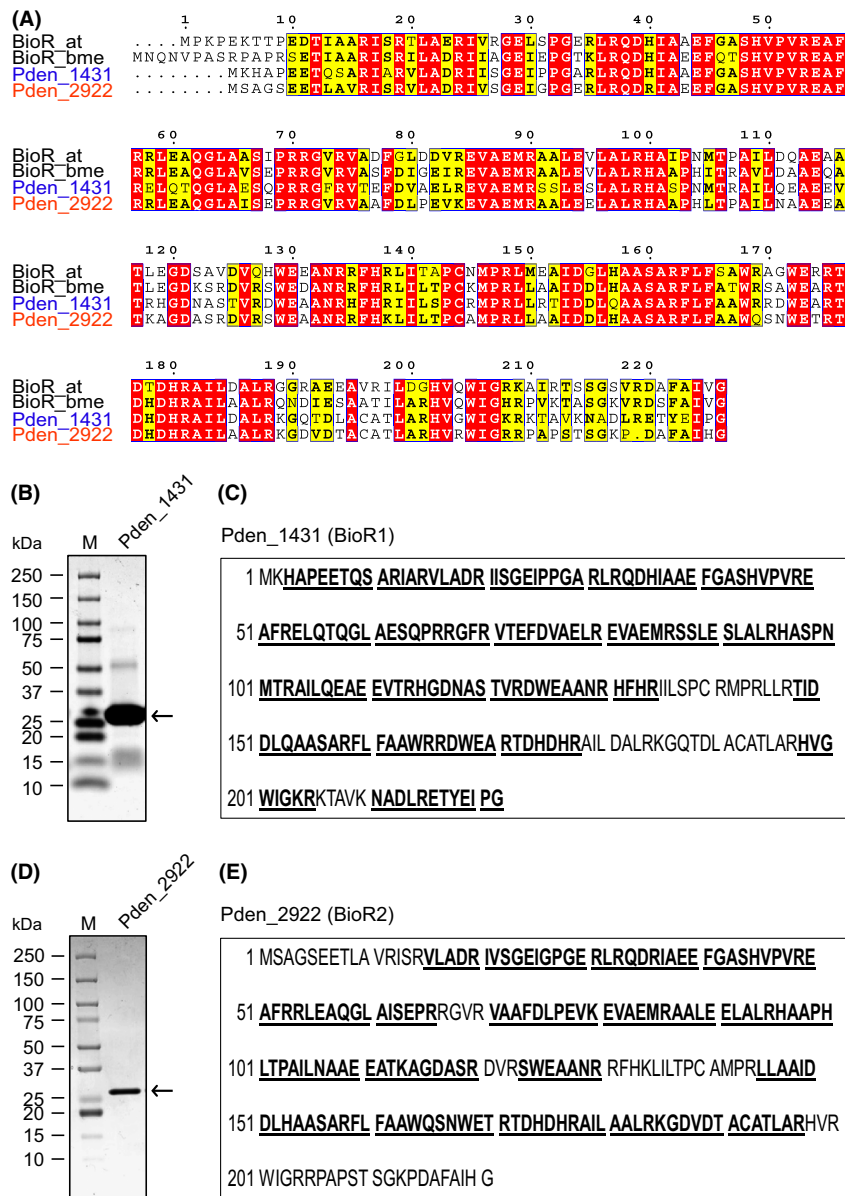 (A)
1 10 20 30 40 50
BioR_at ....MPKPEKTTPEDTIAARISRTLAERIVRGELSPGERLRQDHIAAEFGASHVPVREAF
BioR_bme MNQNVPASRPAPRSETIAARISRVLADRIIAGEIEPGTKLRQDHIAEEFQTSHVPVREAF
Pden_1431 ........MKHAPEETQSARIARVLADRIISGEIPPGARLRQDHIAAEFGASHVPVREAF
Pden_2922 ........MSAGSEETLAVRISRVLADRIVSGEIGPGERLRQDRIAEEFGASHVPVREAF
60 70 80 90 100 110
BioR_at RRLEAQGLAASIPRRGVRVADFGLDDVREVAEMRAALEVLALRHAIPNMTPAILDQAEAA
BioR_bme RRLEAQGLAVSEPRRGVRVASFDIGEIREVAEMRAALEVLALRHAAPHITRAVLDAAEQA
Pden_1431 RELQTQGLAESQPRRGFRVTEFDVAELREVAEMRSSLESLALRHASPNMTRAILQEAEEV
Pden_2922 RRLEAQGLAISEPRRGVRVAAFDLPEVKEVAEMRAALEELALRHAAPHLTPAILNAAEEA
120 130 140 150 160 170
BioR_at TLEGDSAVDVQHWEEANRRFHRLITAPCNMPRLMEAIDGLHAASARFLFSAWRAGWERRT
BioR_bme TLEGDKSRDVRSWEDANRRFHRLILTPCKMPRLLAAIDDLHAASARFLFATWRSAWEART
Pden_1431 TRHGDNASTVRDWEAANRHFHRIILSPCRMPRLLRTIDDLQAASARFLFAAWRRDWEART
Pden_2922 TKAGDASRDVRSWEAANRRFHKLILTPCAMPRLLAAIDDLHAASARFLFAAWQSNWETRT
180 190 200 210 220
BioR_at DTDHRAILDALRGGRAEEAVRILDGHVQWIGRKAIRTSSGSVRDAFAIVG
BioR_bme DHDHRAILAALRQNDIESAATILARHVQWIGHRPVKTASGKVRDSFAIVG
Pden_1431 DHDHRAILDALRKGQTDLACATLARHVGWIGKRKTAVKNADLRETYEIPG
Pden_2922 DHDHRAILAALRKGDVDTACATLARHVRWIGRRPAPSTSGKP.DAFAIHG
(B)
kDa M Pden_1431
250
150
100
75
50
37
25
20
15
10
←
(C)
Pden_1431 (BioR1)
1 MKHAPEETQS ARIARVLADR IISGEIPPGA RLRQDHIAAE FGASHVPVRE
51 AFRELQTQGL AESQPRRGFR VTEFDVAELR EVAEMRSSLE SLALRHASPN
101 MTRAILQEAE EVTRHGDNAS TVRDWEAANR HFHRIILSPC RMPRLLRTID
151 DLQAASARFL FAAWRRDWEA RTDHDHRAIL DALRKGQTDL ACATLARHVG
201 WIGKRKTAVK NADLRETYEI PG
(D)
kDa M Pden_2922
250
150
100
75
50
37
25
20
15
10
←
(E)
Pden_2922 (BioR2)
1 MSAGSEETLA VRISRVLADR IVSGEIGPGE RLRQDRIAEE FGASHVPVRE
51 AFRRLEAQGL AISEPRRGVR VAAFDLPEVK EVAEMRAALE ELALRHAAPH
101 LTPAILNAAE EATKAGDASR DVRSWEAANR RFHKLILTPC AMPRLLAAID
151 DLHAASARFL FAAWQSNWET RTDHDHRAIL AALRKGDVDT ACATLARHVR
201 WIGRRPAPST SGKPDAFAIH G